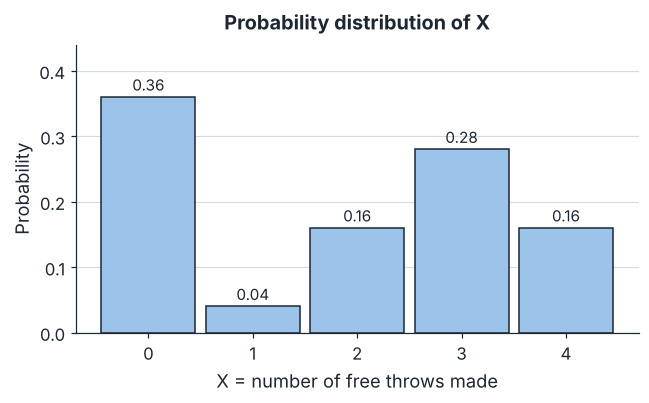 Probability distribution of X
Probability
0.4
0.3
0.2
0.1
0.0
0.36
0.04
0.16
0.28
0.16
0 1 2 3 4
X = number of free throws made